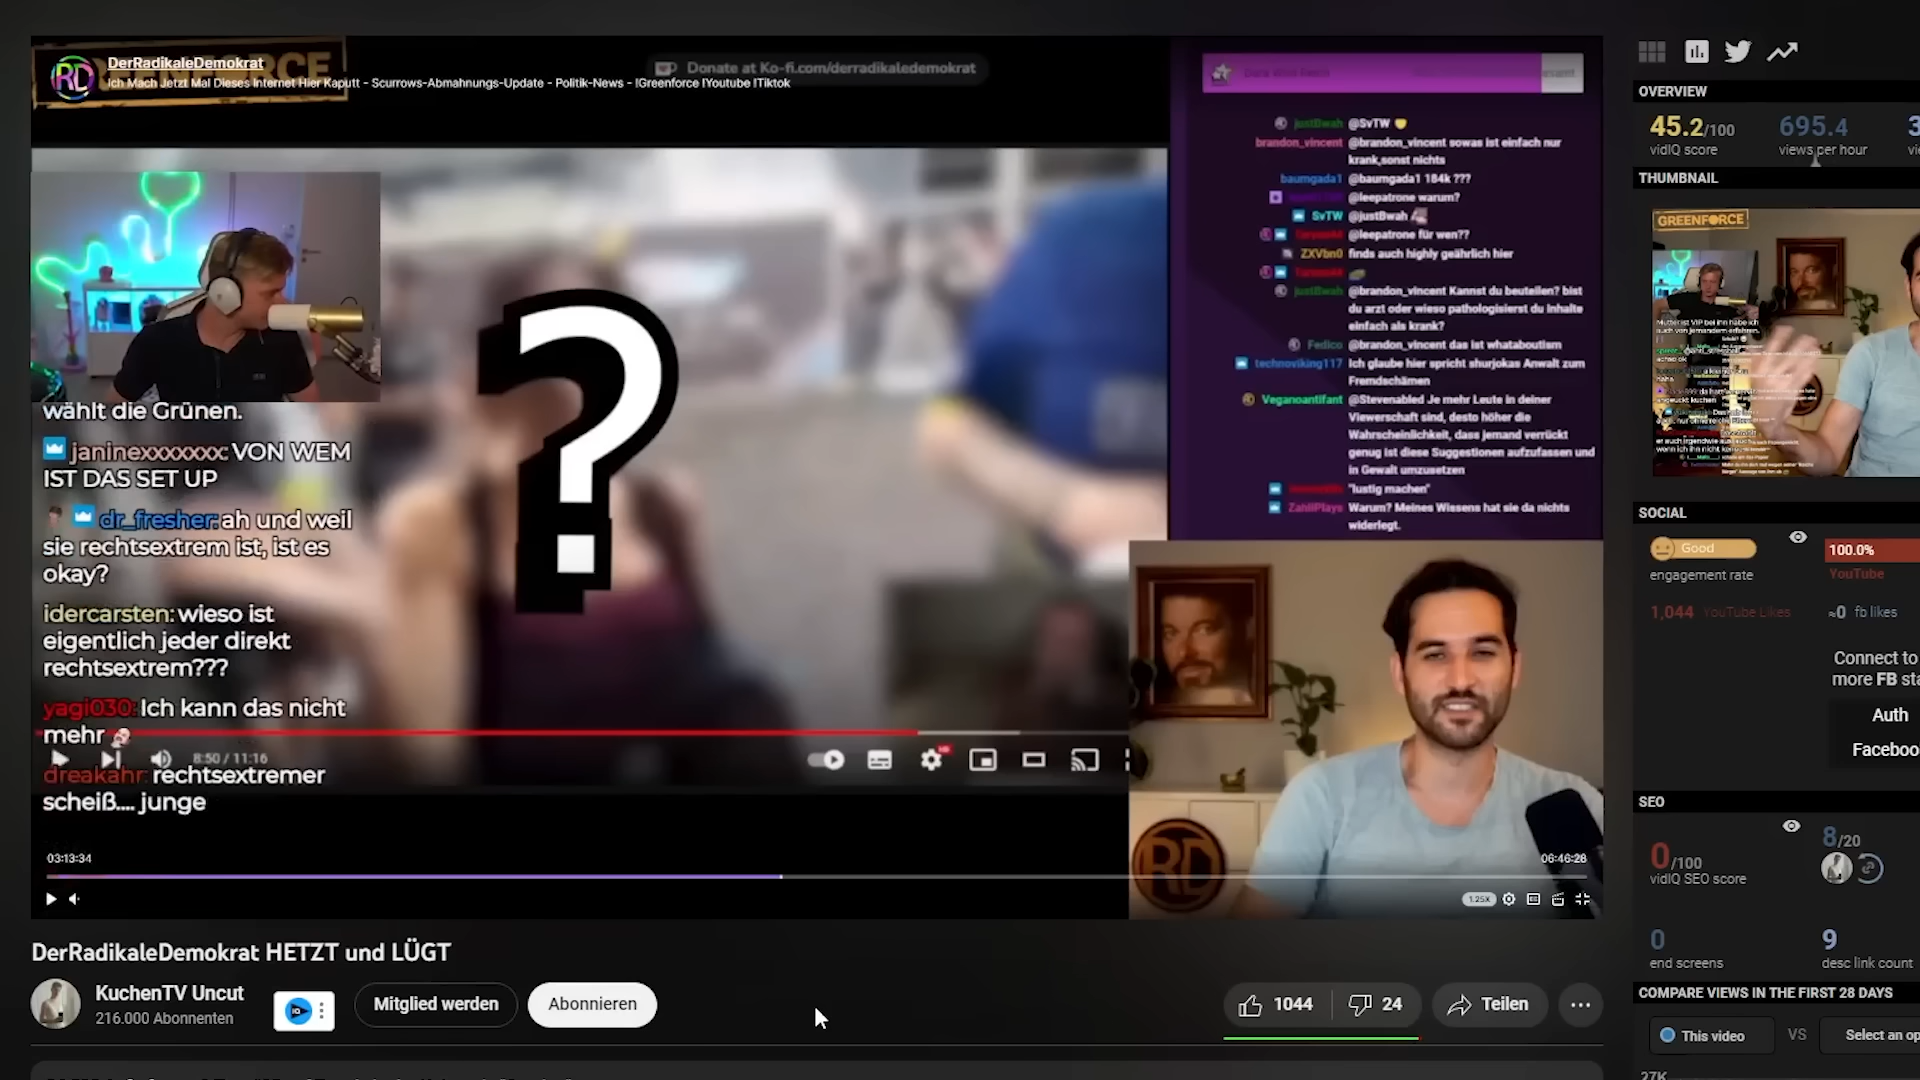 DerRadikaleDemokrat
Ich Mach Jetzt Mal Dieses Internet Hier Kaputt - Scurrows-Abmahnungs-Update - Politik-News - !Greenforce !Youtube !Tiktok
Donate at Ko-fi.com/derradikaledemokrat
justBwah @SvTW
brandon_vincent @brandon_vincent sowas ist einfach nur
krank,sonst nichts
baumgada1 @baumgada1 184k ???
@leepatrone warum?
SvTW @justBwah
@leepatrone für wen??
ZXVbn0 finds auch highly geährlich hier
justBwah @brandon_vincent Kannst du beuteilen? bist
du arzt oder wieso pathologisierst du Inhalte
einfach als krank?
Fedico @brandon_vincent das ist whataboutism
technoviking117 Ich glaube hier spricht shurjokas Anwalt zum
Fremdschämen
Veganoantifant @Stevenabled Je mehr Leute in deiner
Viewerschaft sind, desto höher die
Wahrscheinlichkeit, dass jemand verrückt
genug ist diese Suggestionen aufzufassen und
in Gewalt umzusetzen
"lustig machen"
ZahliPlays Warum? Meines Wissens hat sie da nichts
widerlegt.
wählt die Grünen.
janinexxxxxxx: VON WEM
IST DAS SET UP
dr_fresher: ah und weil
sie rechtsextrem ist, ist es
okay?
idercarsten: wieso ist
eigentlich jeder direkt
rechtsextrem???
yagi030: Ich kann das nicht
mehr
8:50 / 11:16
dreakahr: rechtsextremer
scheiß.... junge
?
HD
RD
03:13:34
06:46:28
1.25X
DerRadikaleDemokrat HETZT und LÜGT
KuchenTV Uncut
216.000 Abonnenten
Mitglied werden
Abonnieren
1044
24
Teilen
OVERVIEW
45.2/100
vidIQ score
695.4
views per hour
THUMBNAIL
GREENFORCE
SOCIAL
Good
engagement rate
100.0%
YouTube
1,044 YouTube Likes
≈0 fb likes
Connect to
more FB sta
Auth
Faceboo
SEO
0/100
vidIQ SEO score
8/20
0
end screens
9
desc link count
COMPARE VIEWS IN THE FIRST 28 DAYS
This video
VS
Select an op
27K